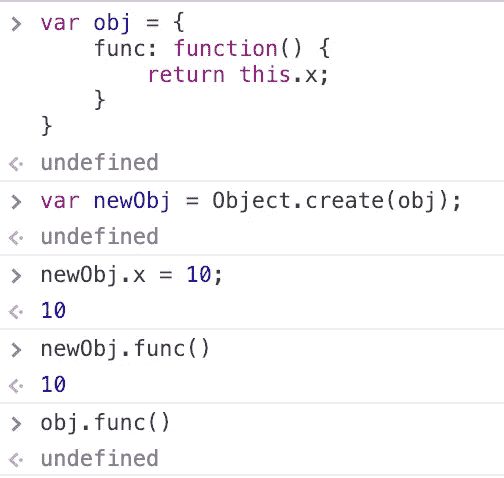 > var obj = {
func: function() {
return this.x;
}
}
< undefined
> var newObj = Object.create(obj);
< undefined
> newObj.x = 10;
< 10
> newObj.func()
< 10
> obj.func()
< undefined